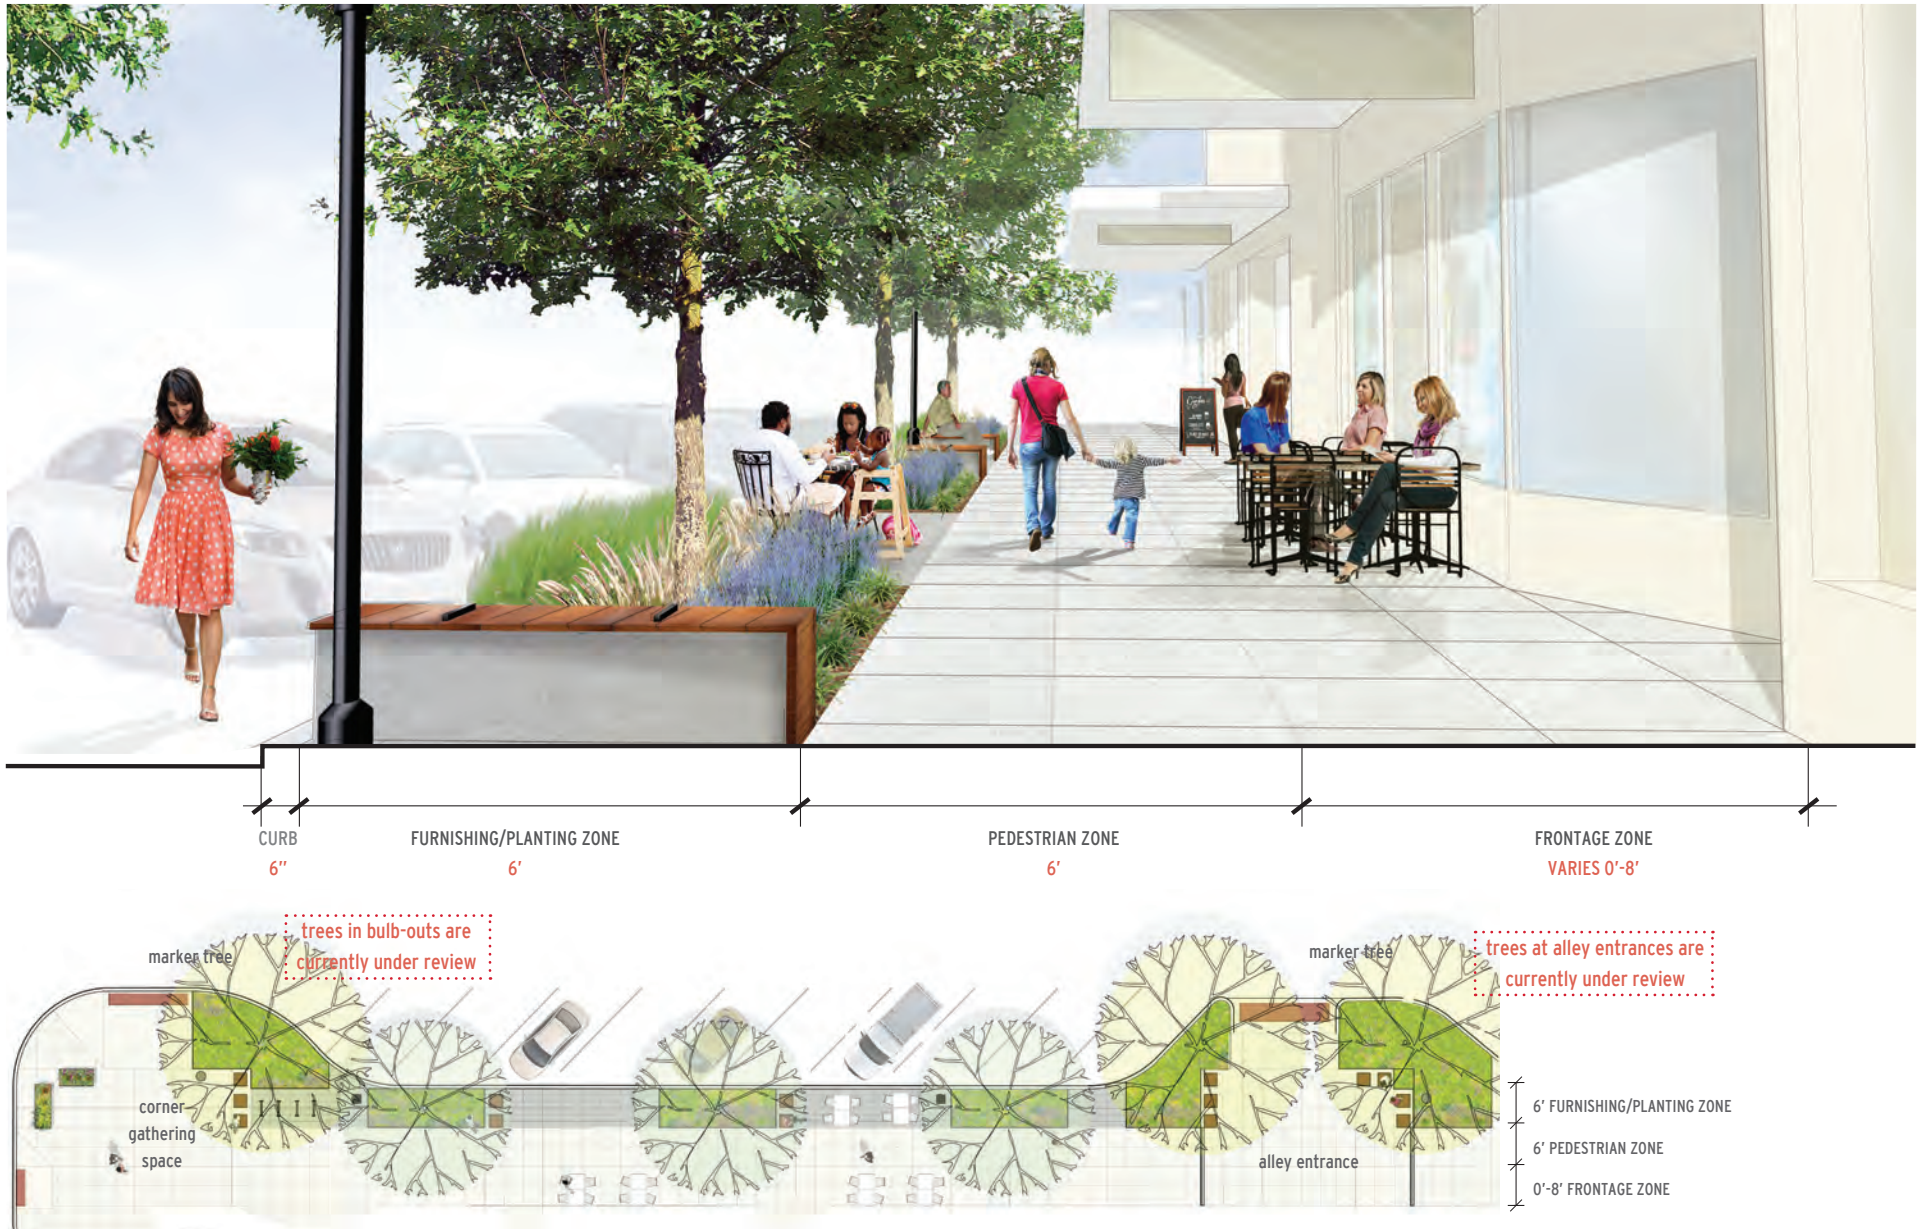 CURB
6"
FURNISHING/PLANTING ZONE
6'
PEDESTRIAN ZONE
6'
FRONTAGE ZONE
VARIES 0'-8'
marker tree
trees in bulb-outs are
currently under review
marker tree
trees at alley entrances are
currently under review
corner
gathering
space
alley entrance
6' FURNISHING/PLANTING ZONE
6' PEDESTRIAN ZONE
0'-8' FRONTAGE ZONE